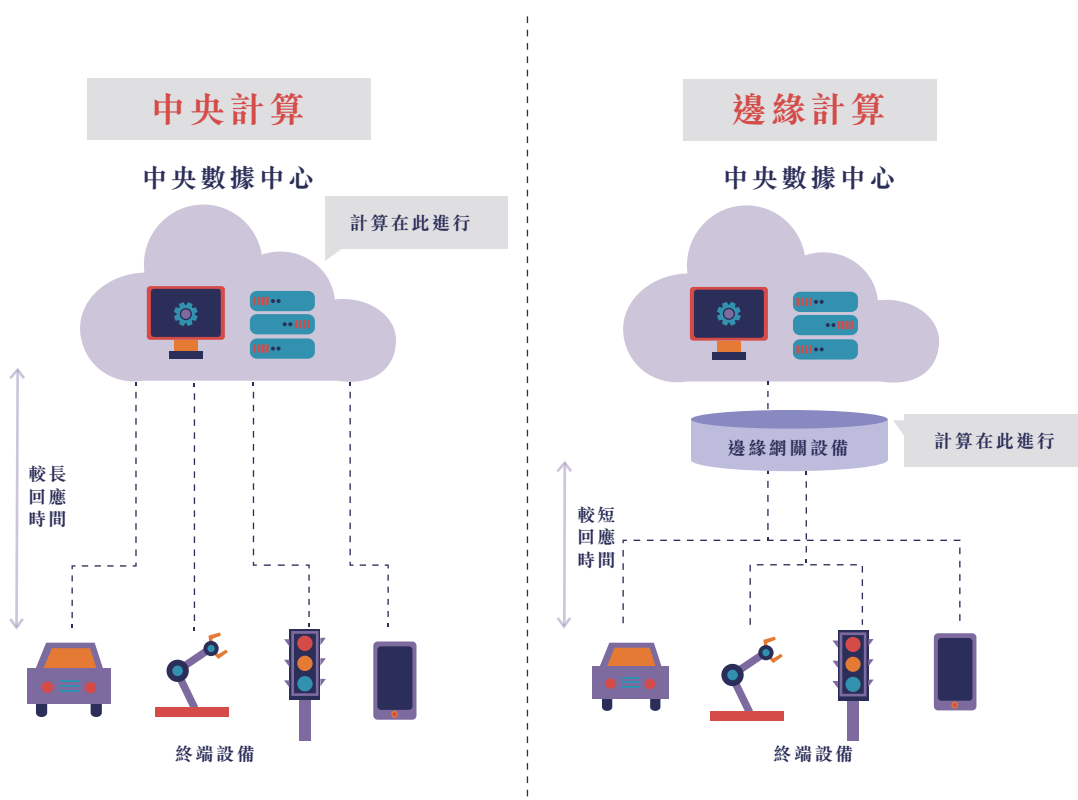 中央計算
中央數據中心
計算在此進行
較長
回應
時間
終端設備
邊緣計算
中央數據中心
邊緣網關設備
計算在此進行
較短
回應
時間
終端設備